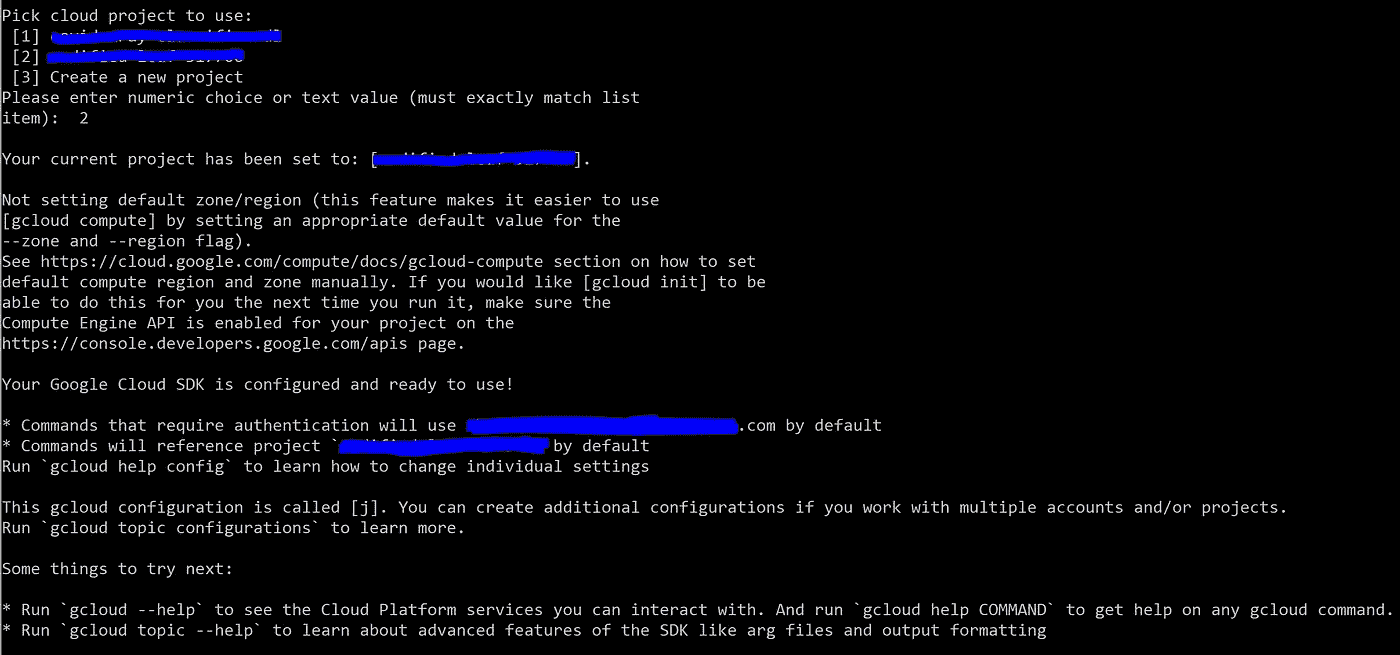 Pick cloud project to use:
[1]
[2]
[3] Create a new project
Please enter numeric choice or text value (must exactly match list
item):  2
Your current project has been set to: [ ].
Not setting default zone/region (this feature makes it easier to use
[gcloud compute] by setting an appropriate default value for the
--zone and --region flag).
See https://cloud.google.com/compute/docs/gcloud-compute section on how to set
default compute region and zone manually. If you would like [gcloud init] to be
able to do this for you the next time you run it, make sure the
Compute Engine API is enabled for your project on the
https://console.developers.google.com/apis page.
Your Google Cloud SDK is configured and ready to use!
* Commands that require authentication will use .com by default
* Commands will reference project ` by default
Run `gcloud help config` to learn how to change individual settings
This gcloud configuration is called [j]. You can create additional configurations if you work with multiple accounts and/or projects.
Run `gcloud topic configurations` to learn more.
Some things to try next:
* Run `gcloud --help` to see the Cloud Platform services you can interact with. And run `gcloud help COMMAND` to get help on any gcloud command.
* Run `gcloud topic --help` to learn about advanced features of the SDK like arg files and output formatting